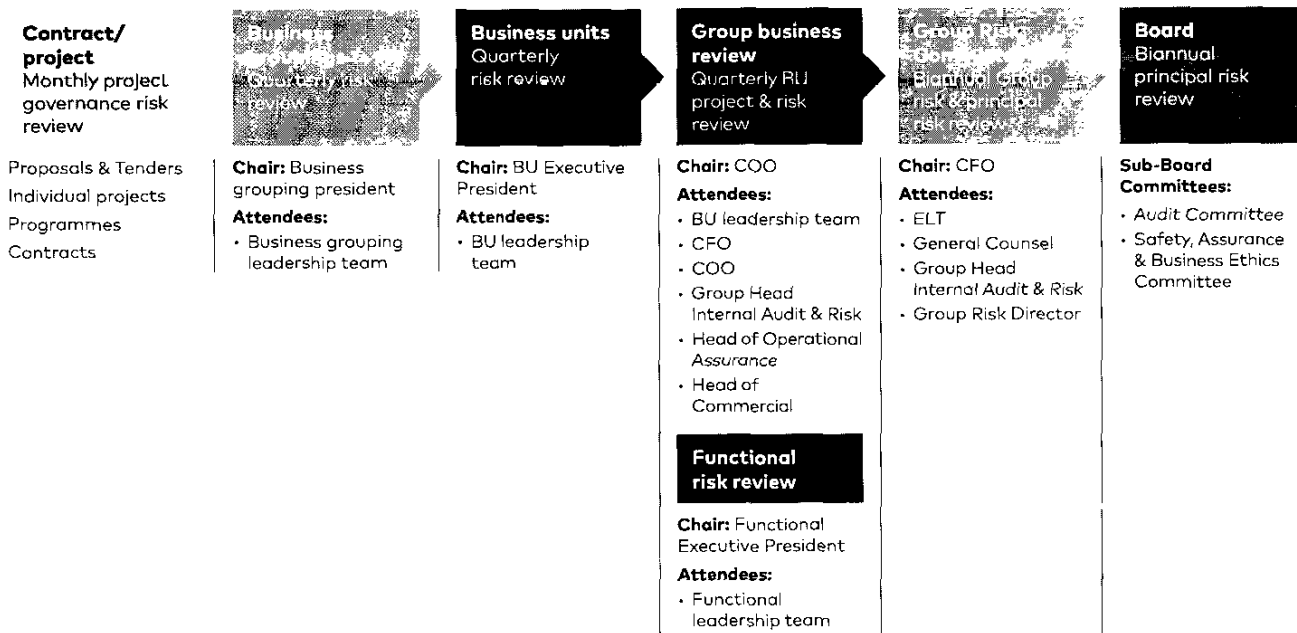 Contract/
project
Monthly project
governance risk
review
Proposals & Tenders
Individual projects
Programmes
Contracts
Business
Quarterly risk
review
Chair: Business
grouping president
Attendees:
• Business grouping
leadership team
Business units
Quarterly
risk review
Chair: BU Executive
President
Attendees:
• BU leadership
team
Group business
review
Quarterly BU
project & risk
review
Chair: COO
Attendees:
• BU leadership team
• CFO
• COO
• Group Head
Internal Audit & Risk
• Head of Operational
Assurance
• Head of
Commercial
Functional
risk review
Chair: Functional
Executive President
Attendees:
• Functional
leadership team
Group Risk
Biannual Group
risk & principal
risk review
Chair: CFO
Attendees:
• ELT
• General Counsel
• Group Head
Internal Audit & Risk
• Group Risk Director
Board
Biannual
principal risk
review
Sub-Board
Committees:
• Audit Committee
• Safety, Assurance
& Business Ethics
Committee